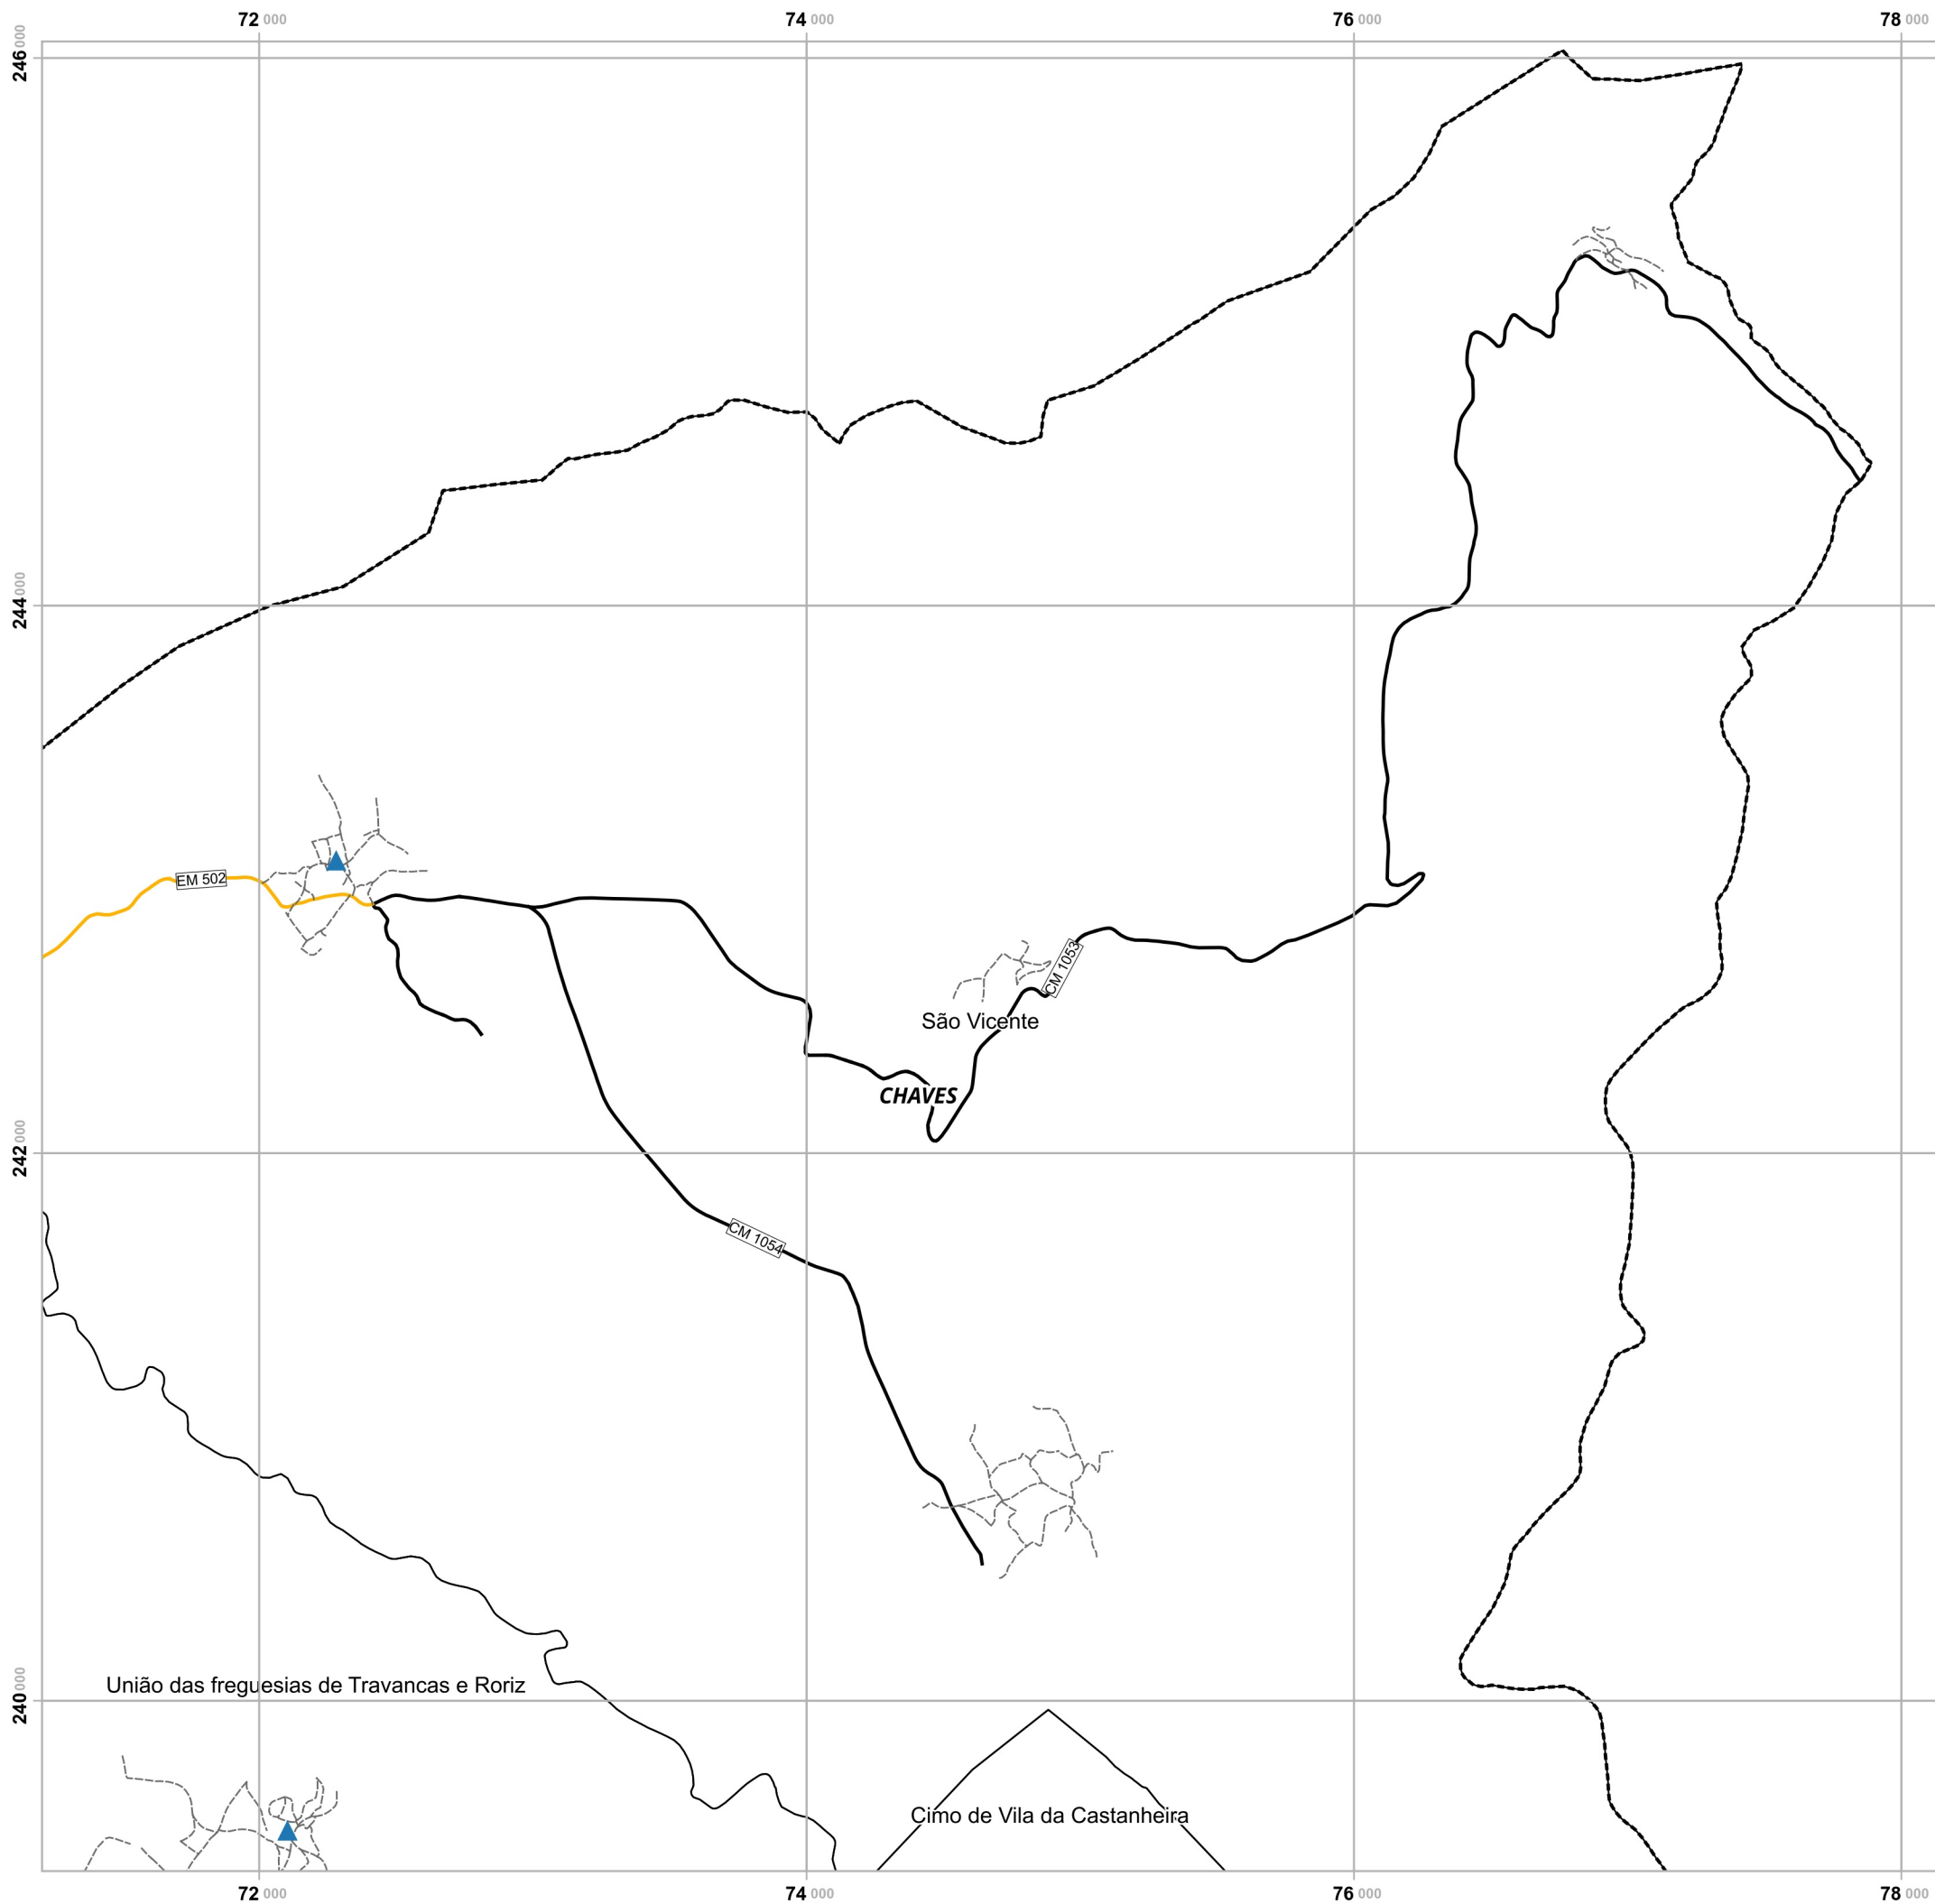 72 000 74 000 76 000 78 000
246 000
244 000
EM 502
CM 1053
São Vicente
CHAVES
242 000
CM 1054
União das freguesias de Travancas e Roriz
240 000
Cimo de Vila da Castanheira
72 000 74 000 76 000 78 000